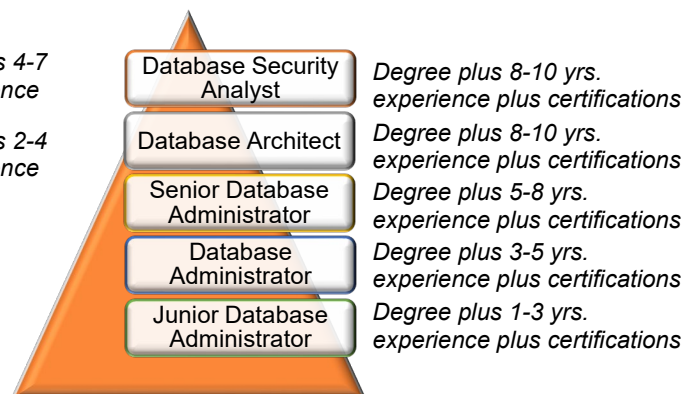 4-7
nce
2-4
nce
Database Security
Analyst
Degree plus 8-10 yrs.
experience plus certifications
Database Architect
Degree plus 8-10 yrs.
experience plus certifications
Senior Database
Administrator
Degree plus 5-8 yrs.
experience plus certifications
Database
Administrator
Degree plus 3-5 yrs.
experience plus certifications
Junior Database
Administrator
Degree plus 1-3 yrs.
experience plus certifications